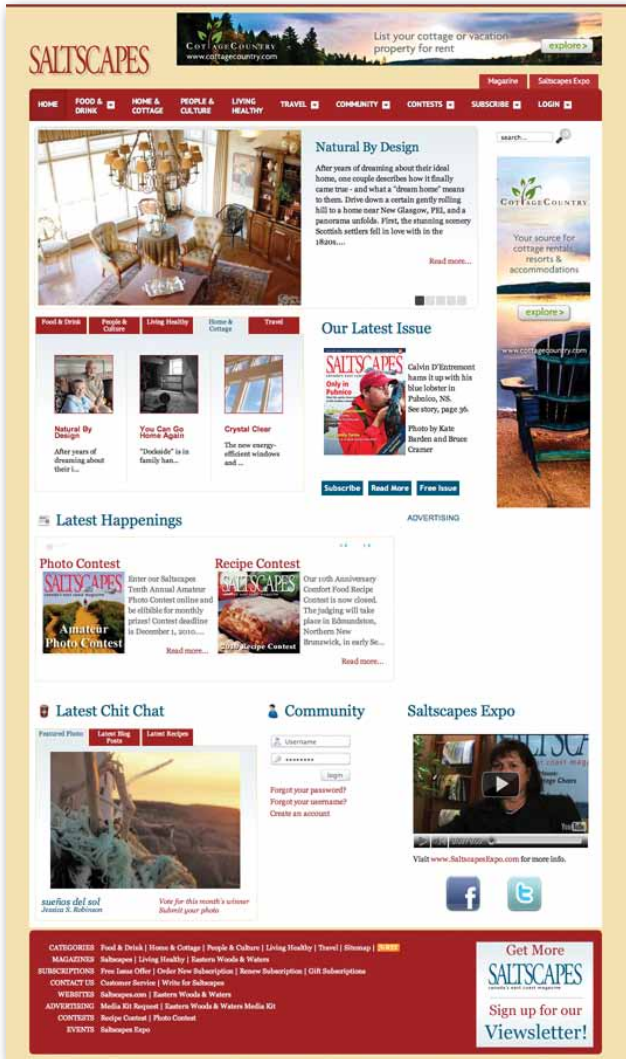 COTTAGECOUNTRY
www.cottagecountry.com
List your cottage or vacation
property for rent
explore >
SALTSCAPES
Magazine
Saltscapes Expo
HOME
FOOD &
DRINK
HOME &
COTTAGE
PEOPLE &
CULTURE
LIVING
HEALTHY
TRAVEL
COMMUNITY
CONTESTS
SUBSCRIBE
LOGIN
search...
Natural By Design
After years of dreaming about their ideal
home, one couple describes how it finally
came true - and what a "dream home" means
to them. Drive down a certain gently rolling
hill to a home near New Glasgow, PEI, and a
panorama unfolds. First, the stunning scenery
Scottish settlers fell in love with in the
1820s....
Read more...
COTTAGECOUNTRY
Your source for
cottage rentals,
resorts &
accommodations
explore >
www.cottagecountry.com
Food & Drink
People &
Culture
Living Healthy
Home &
Cottage
Travel
Natural By
Design
After years of
dreaming about
their i...
You Can Go
Home Again
"Dockside" is in
family han...
Crystal Clear
The new energy-
efficient windows
and ...
Our Latest Issue
SALTSCAPES
Only in
Pubnico
Calvin D'Entremont
hams it up with his
blue lobster in
Pubnico, NS.
See story, page 36.
Photo by Kate
Barden and Bruce
Cramer
Subscribe
Read More
Free Issue
ADVERTISING
Latest Happenings
Photo Contest
SALTSCAPES
Amateur
Photo Contest
Enter our Saltscapes
Tenth Annual Amateur
Photo Contest online and
be elibible for monthly
prizes! Contest deadline
is December 1, 2010....
Read more...
Recipe Contest
SALTSCAPES
2010 Recipe Contest
Our 10th Anniversary
Comfort Food Recipe
Contest is now closed.
The judging will take
place in Edmundston,
Northern New
Brunswick, in early Se...
Read more...
Latest Chit Chat
Featured Photo
Latest Blog
Posts
Latest Recipes
sueños del sol
Jessica S. Robinson
Vote for this month's winner
Submit your photo
Community
Username
login
Forgot your password?
Forgot your username?
Create an account
Saltscapes Expo
YouTube
Visit www.SaltscapesExpo.com for more info.
CATEGORIES Food & Drink | Home & Cottage | People & Culture | Living Healthy | Travel | Sitemap |
MAGAZINES Saltscapes | Living Healthy | Eastern Woods & Waters
SUBSCRIPTIONS Free Issue Offer | Order New Subscription | Renew Subscription | Gift Subscriptions
CONTACT US Customer Service | Write for Saltscapes
WEBSITES Saltscapes.com | Eastern Woods & Waters
ADVERTISING Media Kit Request | Eastern Woods & Waters Media Kit
CONTESTS Recipe Contest | Photo Contest
EVENTS Saltscapes Expo
Get More
SALTSCAPES
canada's east coast magazine
Sign up for our
Viewsletter!